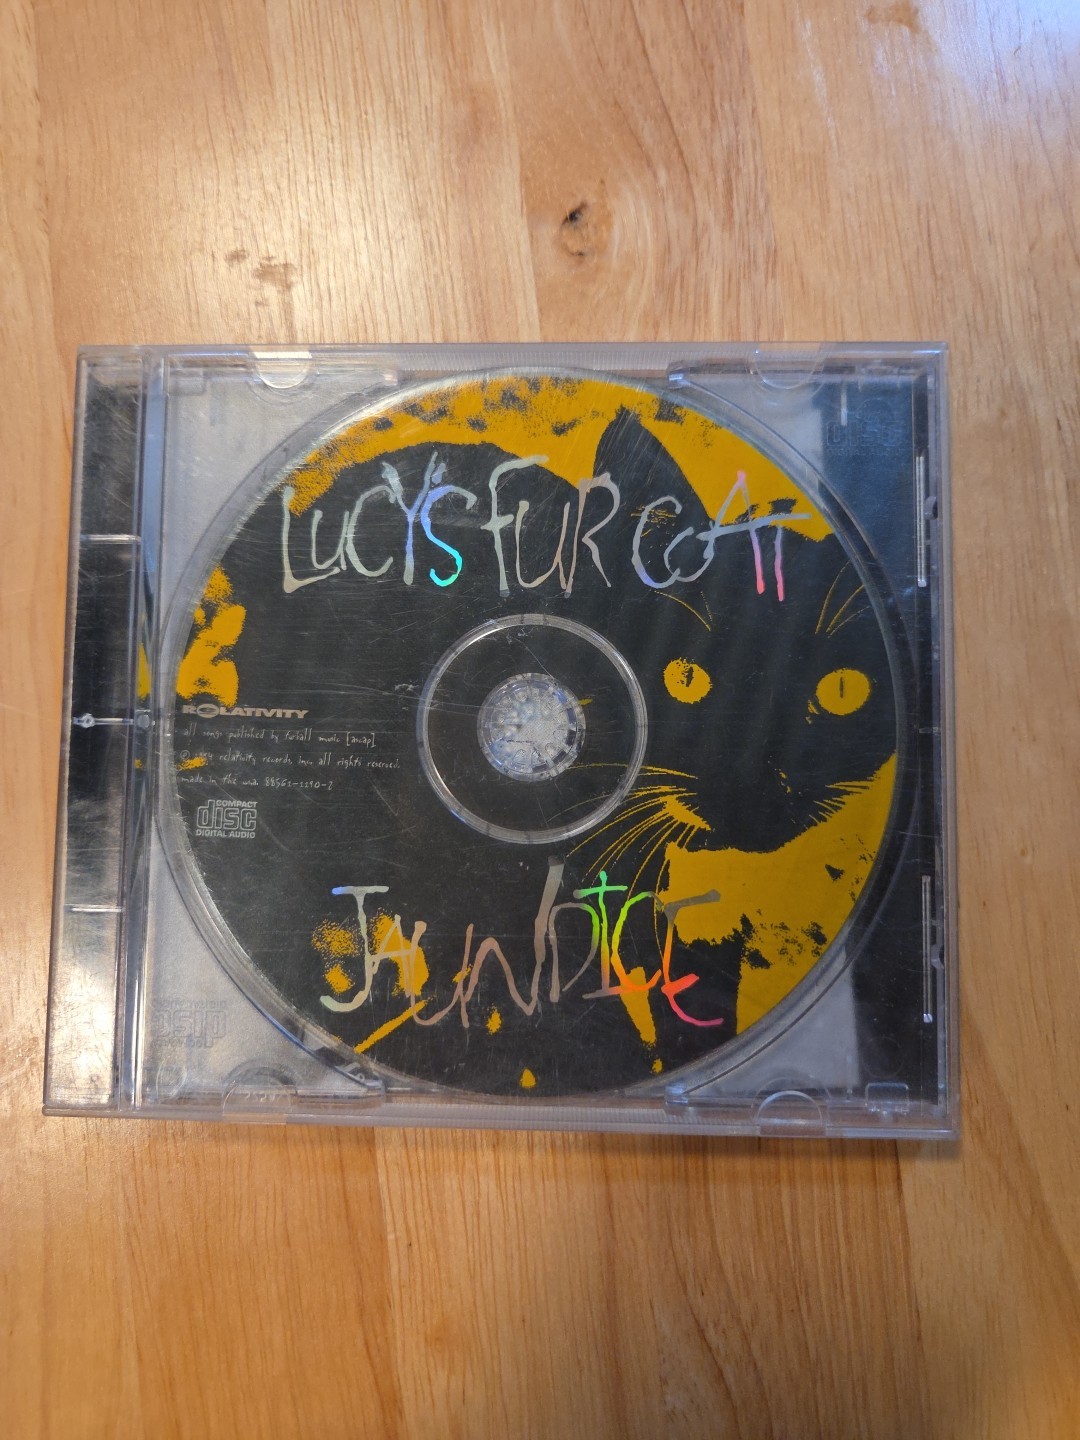 LUCY'S FUR COAT
RELATIVITY
all songs published by furball music [ascap]
relativity records, inc. all rights reserved.
made in the usa 88561-1190-2
COMPACT
disc
DIGITAL AUDIO
JAUNDICE